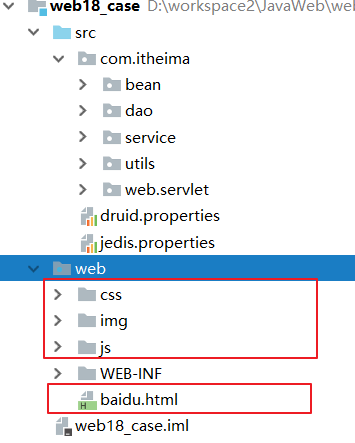 web18_case D:\workspace2\JavaWeb\we
src
com.itheima
bean
dao
service
utils
web.servlet
druid.properties
jedis.properties
web
css
img
js
WEB-INF
baidu.html
web18_case.iml